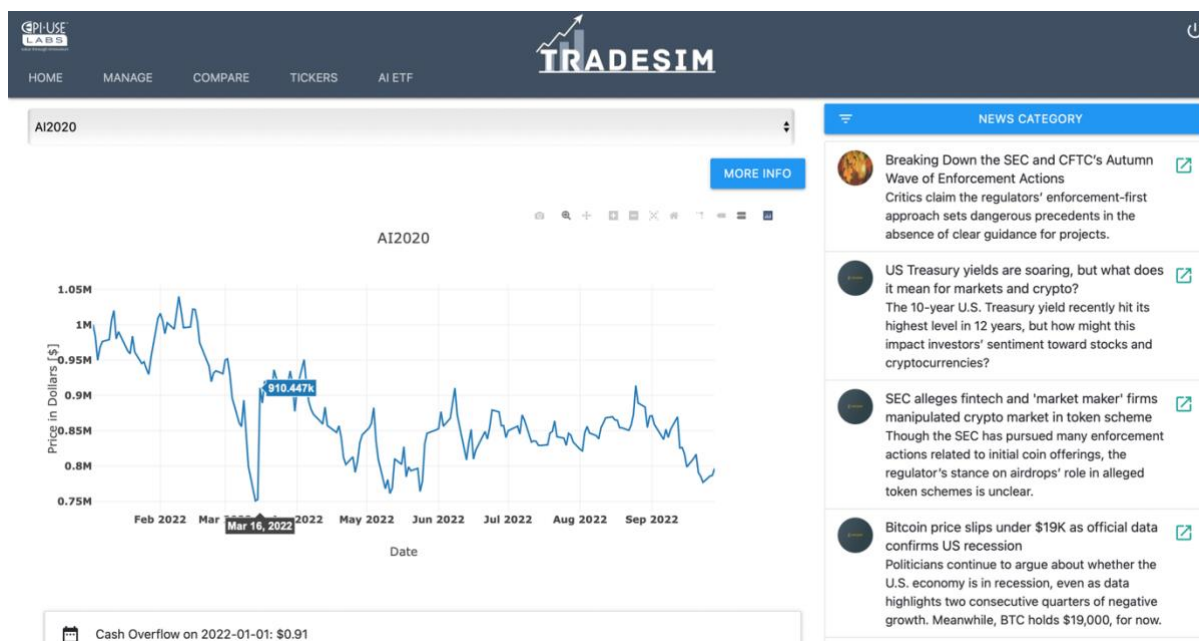 EPI-USE
LABS
TRADESIM
HOME MANAGE COMPARE TICKERS AI ETF
AI2020
MORE INFO
AI2020
1.05M
1M
0.95M
0.9M
0.85M
0.8M
0.75M
Price in Dollars [$]
910.447k
Feb 2022 Mar 2022 May 2022 Jun 2022 Jul 2022 Aug 2022 Sep 2022
Mar 16, 2022
Date
Cash Overflow on 2022-01-01: $0.91
NEWS CATEGORY
Breaking Down the SEC and CFTC's Autumn
Wave of Enforcement Actions
Critics claim the regulators' enforcement-first
approach sets dangerous precedents in the
absence of clear guidance for projects.
US Treasury yields are soaring, but what does
it mean for markets and crypto?
The 10-year U.S. Treasury yield recently hit its
highest level in 12 years, but how might this
impact investors' sentiment toward stocks and
cryptocurrencies?
SEC alleges fintech and 'market maker' firms
manipulated crypto market in token scheme
Though the SEC has pursued many enforcement
actions related to initial coin offerings, the
regulator's stance on airdrops' role in alleged
token schemes is unclear.
Bitcoin price slips under $19K as official data
confirms US recession
Politicians continue to argue about whether the
U.S. economy is in recession, even as data
highlights two consecutive quarters of negative
growth. Meanwhile, BTC holds $19,000, for now.